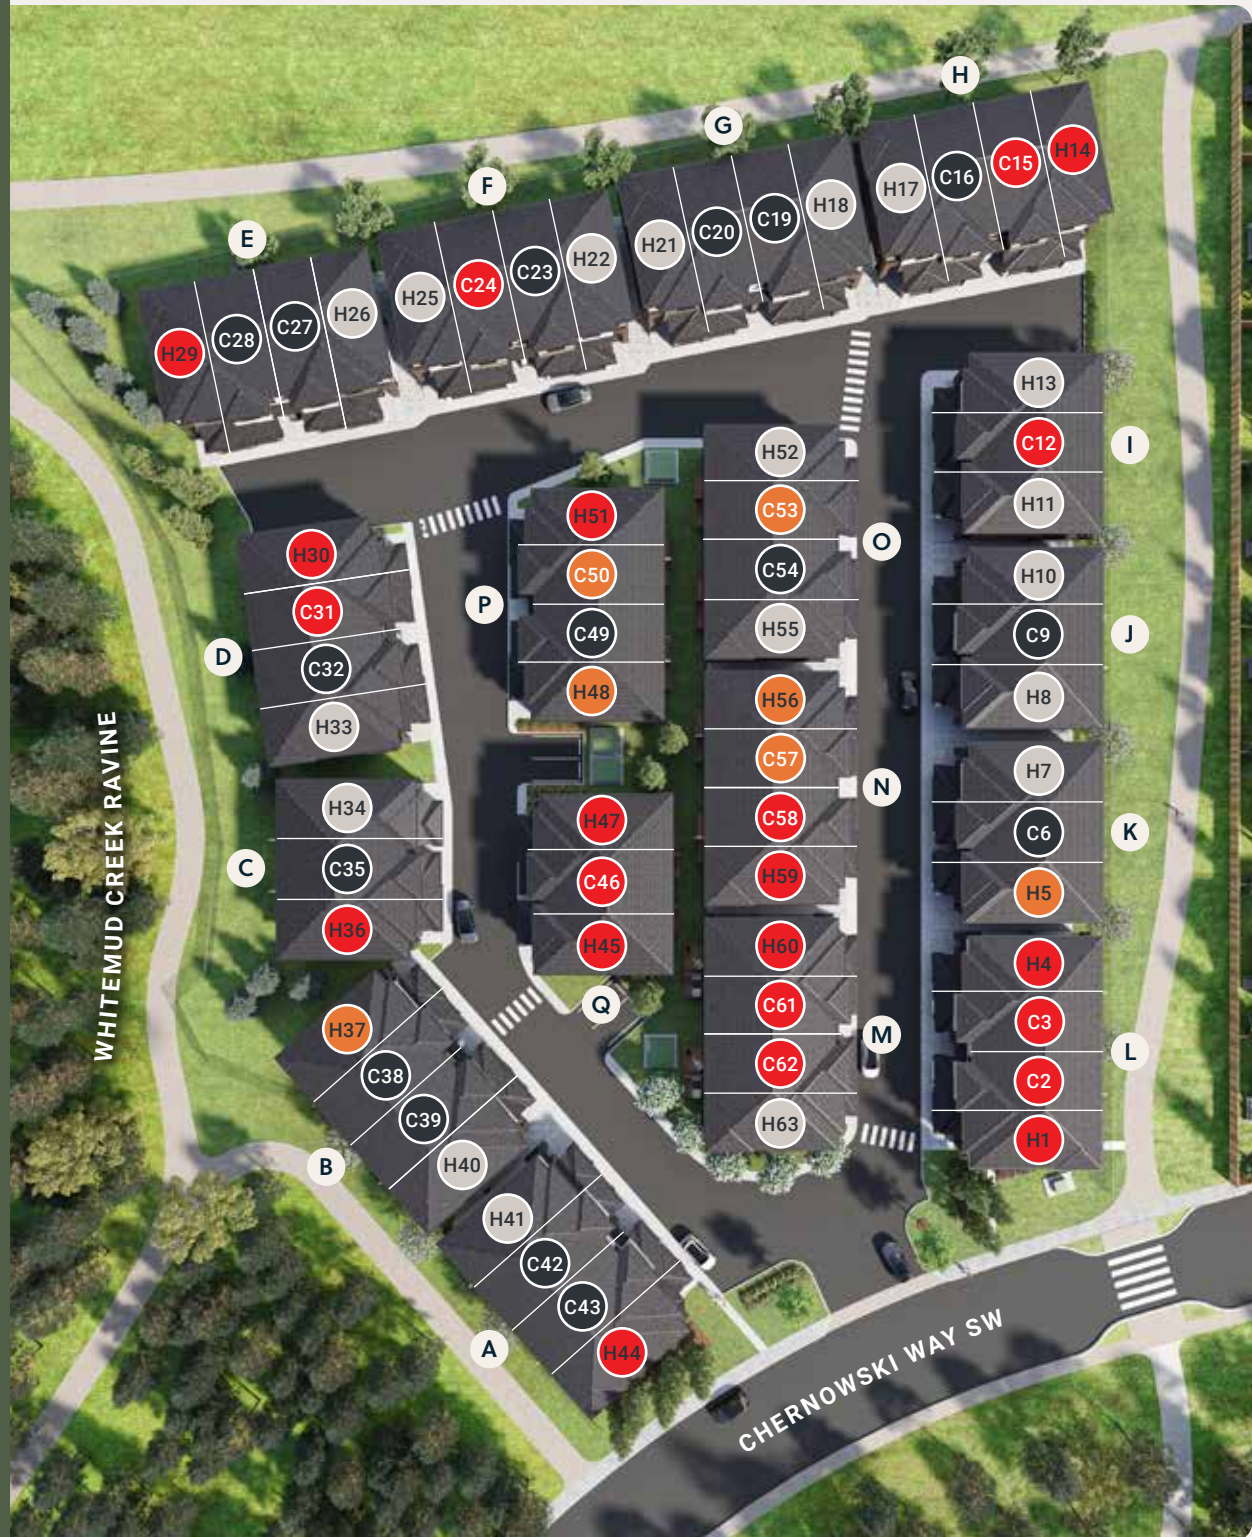 H
G
F
E
H14
C15
C16
H17
H18
C19
C20
H21
H22
C23
C24
H25
H26
C27
C28
H29
H13
C12
H11
I
H10
C9
H8
J
H7
C6
H5
K
H4
C3
C2
H1
L
H52
C53
C54
H55
O
H56
C57
C58
H59
N
H60
C61
C62
H63
M
H51
C50
C49
H48
P
H47
C46
H45
Q
H30
C31
C32
H33
D
H34
C35
H36
C
H37
C38
C39
H40
B
H41
C42
C43
H44
A
WHITEMUD CREEK RAVINE
CHERNOWSKI WAY SW